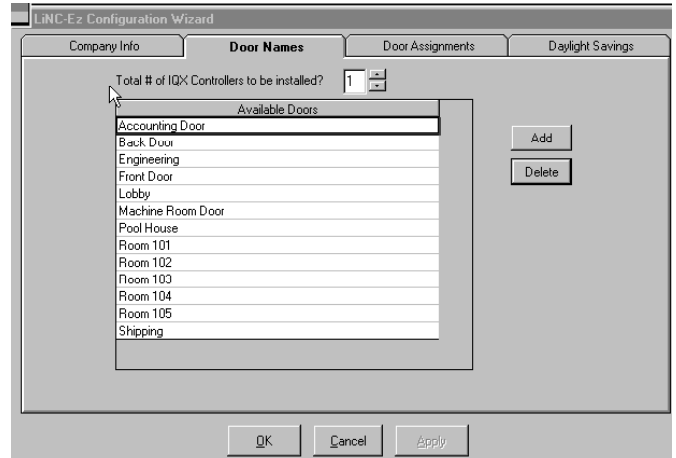 LiNC-Ez Configuration Wizard
Company Info Door Names Door Assignments Daylight Savings
Total # of IQX Controllers to be installed? 1
Available Doors
Accounting Door
Back Door
Add
Engineering
Front Door
Delete
Lobby
Machine Room Door
Pool House
Room 101
Room 102
Room 103
Room 104
Room 105
Shipping
OK Cancel Apply